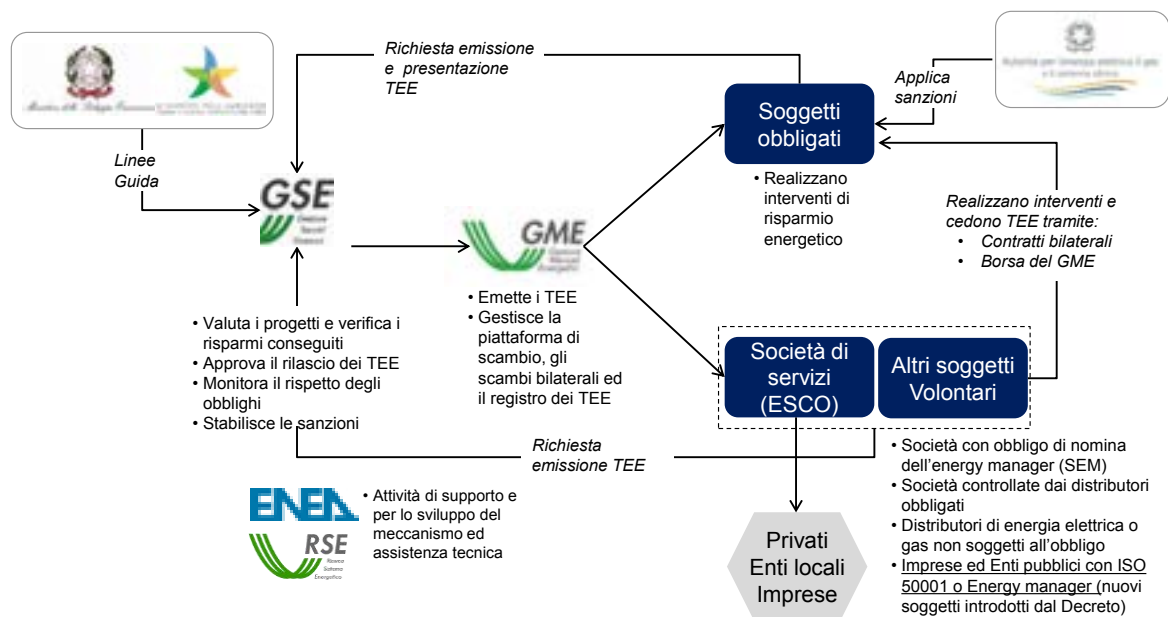 Richiesta emissione
e presentazione
TEE
Applica
sanzioni
Soggetti
obbligati
Linee
Guida
GSE
• Realizzano
interventi di
risparmio
energetico
Realizzano interventi e
cedono TEE tramite:
• Contratti bilaterali
• Borsa del GME
GME
• Emette i TEE
• Gestisce la
piattaforma di
scambio, gli
scambi bilaterali ed
il registro dei TEE
• Valuta i progetti e verifica i
risparmi conseguiti
• Approva il rilascio dei TEE
• Monitora il rispetto degli
obblighi
• Stabilisce le sanzioni
Società di
servizi
(ESCO)
Altri soggetti
Volontari
Richiesta
emissione TEE
• Società con obbligo di nomina
dell'energy manager (SEM)
• Società controllate dai distributori
obbligati
• Distributori di energia elettrica o
gas non soggetti all'obbligo
• Imprese ed Enti pubblici con ISO
50001 o Energy manager (nuovi
soggetti introdotti dal Decreto)
ENEA
RSE
• Attività di supporto e
per lo sviluppo del
meccanismo ed
assistenza tecnica
Privati
Enti locali
Imprese